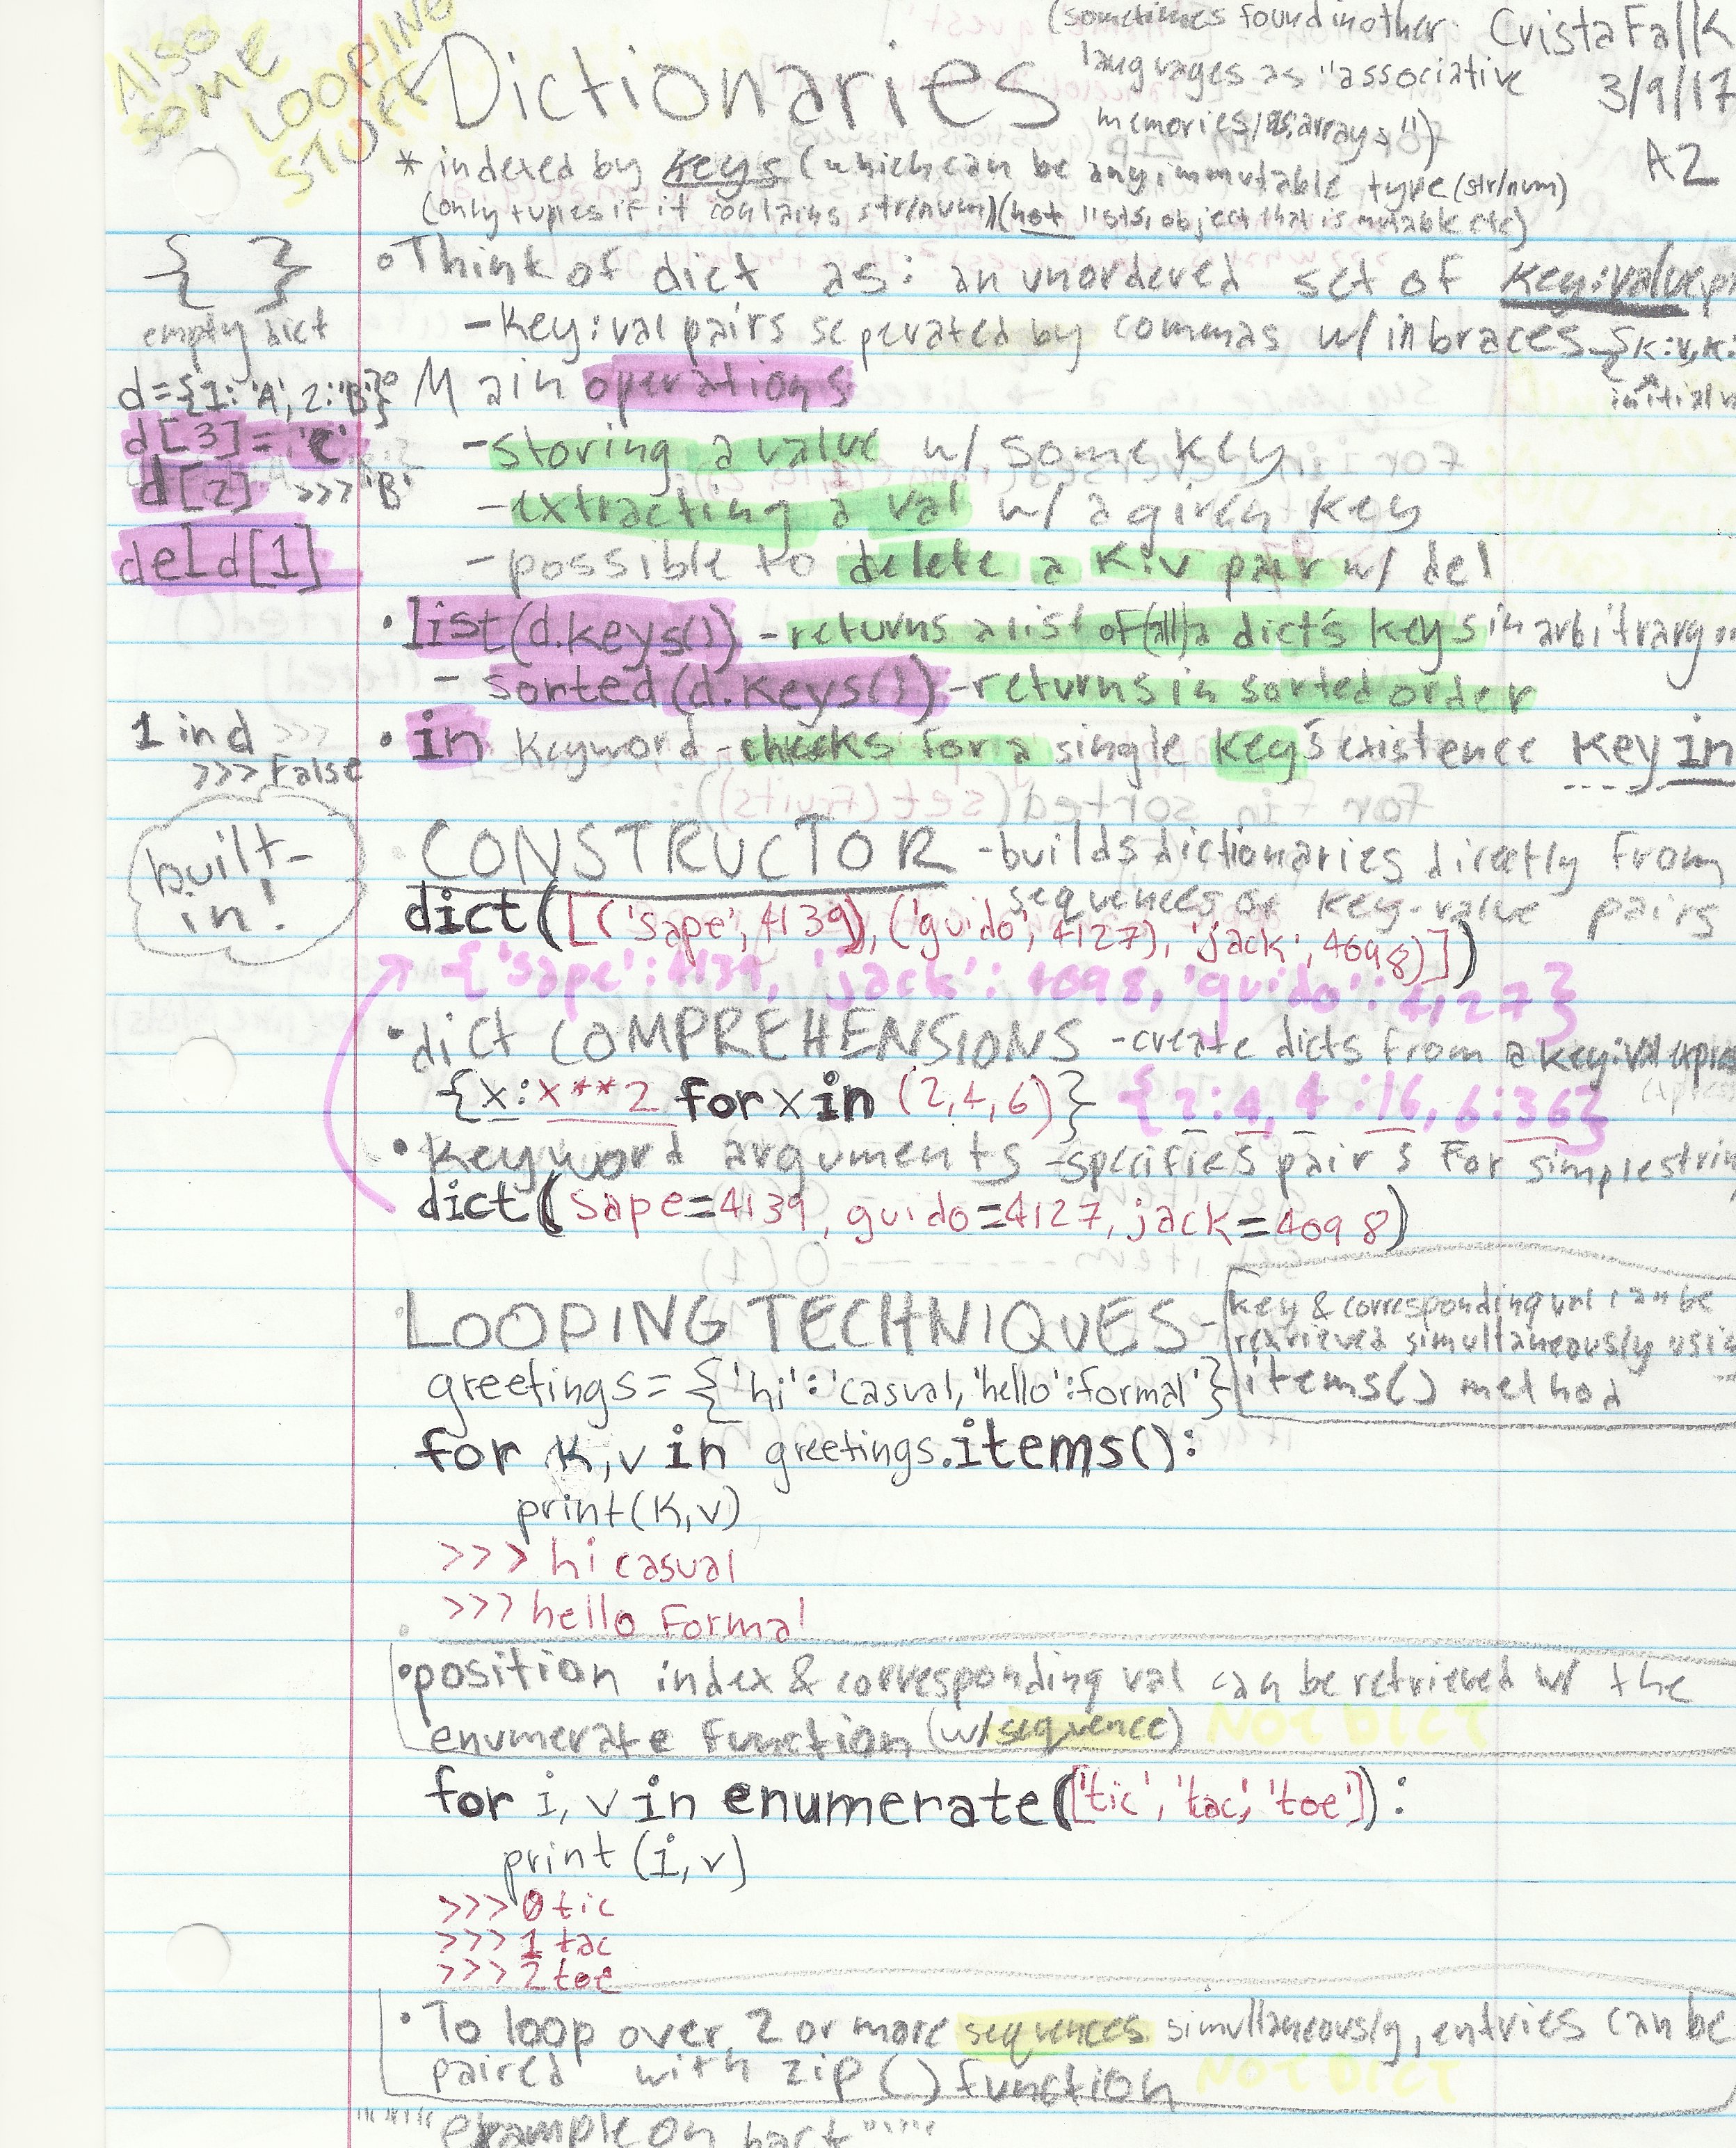 Also
some
LOOPING
STUFF
Dictionaries
(sometimes found in other
languages as "associative
memories/arrays")
Crista Falk
3/9/17
A2
* indexed by keys (which can be any immutable type (str/num)
(only tuples if it contains str/num) (not lists, object that is mutable etc)
{ }
empty dict
◦ Think of dict as: an unordered set of key:value
- Key:val pairs seperated by commas w/in braces {K:v,K:
initial
d={1:'A', 2:'B'}
d[3]='C'
d[2] >>> 'B'
del d[1]
◦ Main operations
- storing a value w/ some key
- extracting a val w/ a given key
- possible to delete a K:v pair w/ del
• list(d.keys()) - returns a list of (all) a dict's keys in arbitrary
- sorted(d.keys()) - returns in sorted order
1 in d >>>
>>> False
• in keyword - checks for a single key's existence key in
built-
in!
CONSTRUCTOR - builds dictionaries directly from
sequences of key-value pairs
dict([('sape', 4139), ('guido', 4127), 'jack', 4098)])
{'sape':4139, 'jack':4098, 'guido':4127}
• dict COMPREHENSIONS - create dicts from a key:val
{x:x**2 for x in (2,4,6)} {2:4, 4:16, 6:36}
• Keyword arguments - specifies pairs for simple
dict(sape=4139, guido=4127, jack=4098)
LOOPING TECHNIQUES -
key & corresponding val can be
retrieved simultaneously
items() method
greetings = {'hi':'casual, 'hello':formal'}
for k,v in greetings.items():
print(k,v)
>>> hi casual
>>> hello formal
• position index & corresponding val can be retrieved w/ the
enumerate function (w/ sequence) NOT DICT
for i, v in enumerate(['tic', 'tac', 'toe']):
print (i,v)
>>> 0 tic
>>> 1 tac
>>> 2 toe
• To loop over 2 or more sequences simultaneously, entries can be
paired with zip() function NOT DICT
"""""" example on back """"""